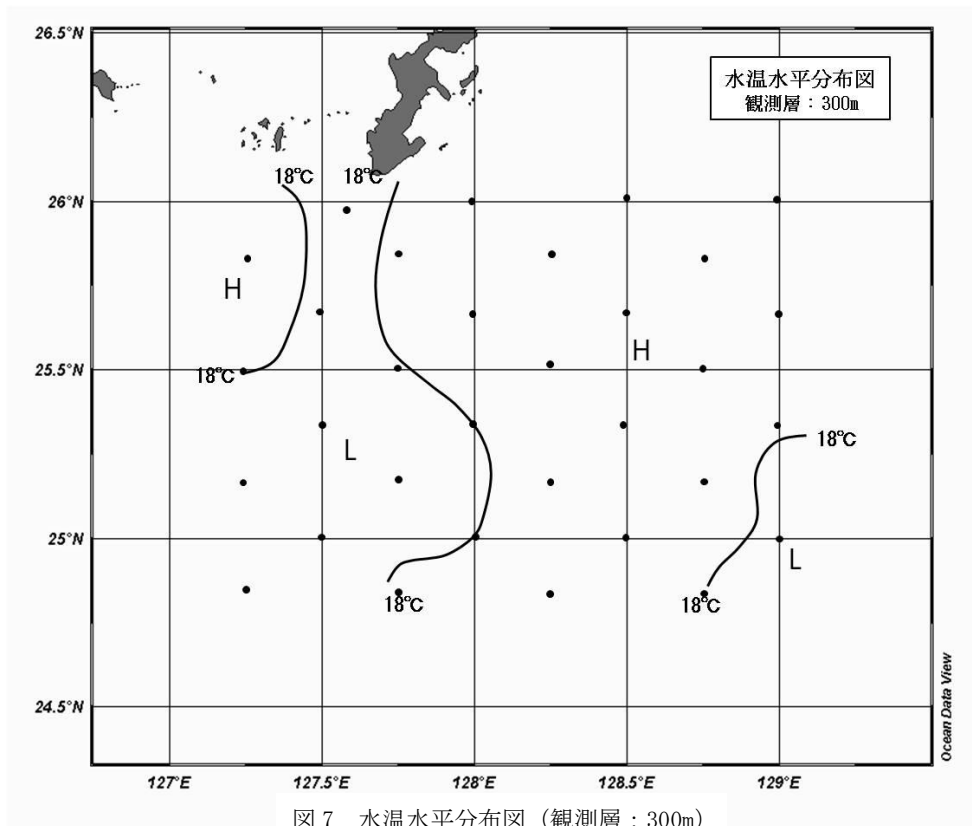 26.5°N
水温水平分布図
観測層：300m
18℃ 18℃
26°N
H
H
25.5°N
18℃
18℃
L
25°N
L
18℃ 18℃
24.5°N
Ocean Data View
127°E 127.5°E 128°E 128.5°E 129°E
図７ 水温水平分布図（観測層：300m）